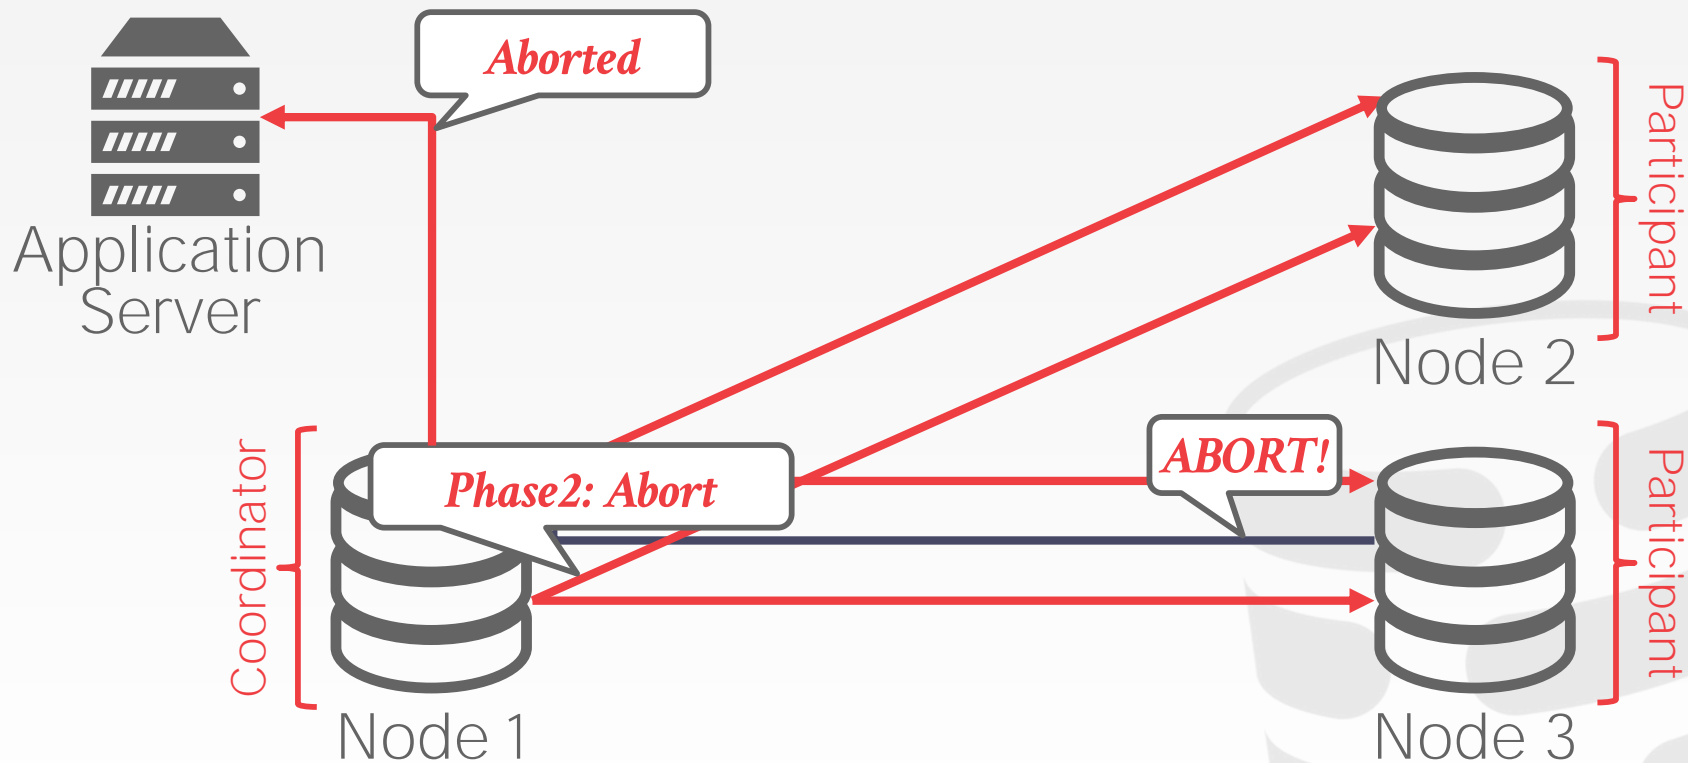 Aborted
Application
Server
Participant
Node 2
Coordinator
Phase2: Abort
ABORT!
Participant
Node 1
Node 3